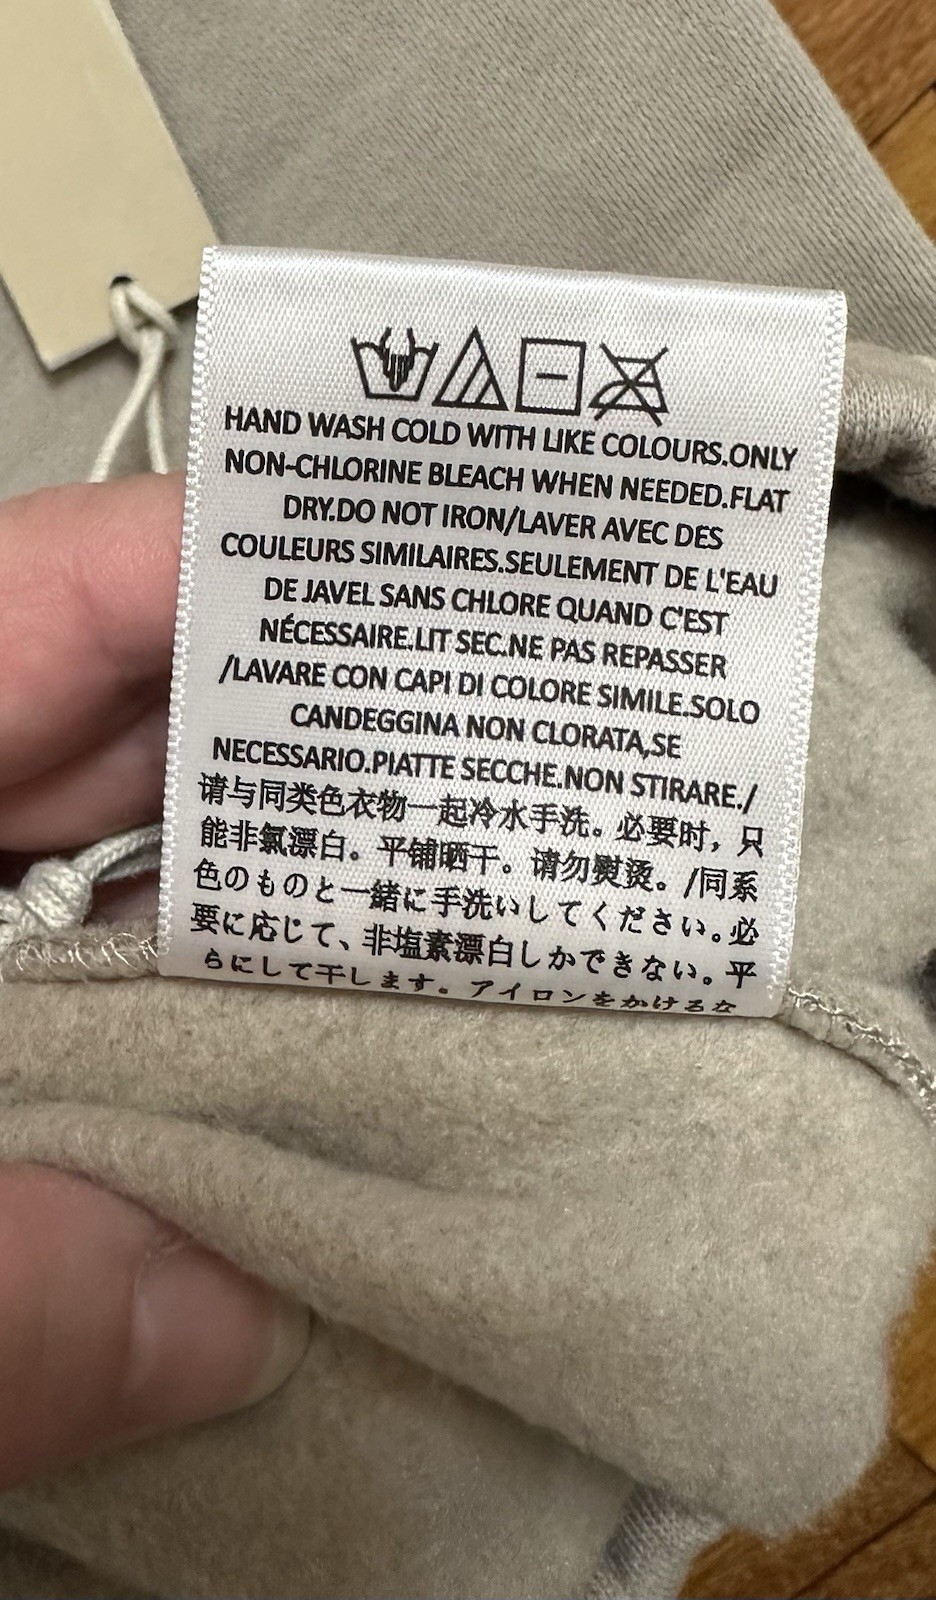 HAND WASH COLD WITH LIKE COLOURS.ONLY
NON-CHLORINE BLEACH WHEN NEEDED.FLAT
DRY.DO NOT IRON/LAVER AVEC DES
COULEURS SIMILAIRES.SEULEMENT DE L'EAU
DE JAVEL SANS CHLORE QUAND C'EST
NÉCESSAIRE.LIT SEC.NE PAS REPASSER
/LAVARE CON CAPI DI COLORE SIMILE.SOLO
CANDEGGINA NON CLORATA,SE
NECESSARIO.PIATTE SECCHE.NON STIRARE./
请与同类色衣物一起冷水手洗。必要时，只
能非氯漂白。平铺晒干。请勿熨烫。/同系
色のものと一緒に手洗いしてください。必
要に応じて、非塩素漂白しかできない。平
らにして干します。アイロンをかけるな